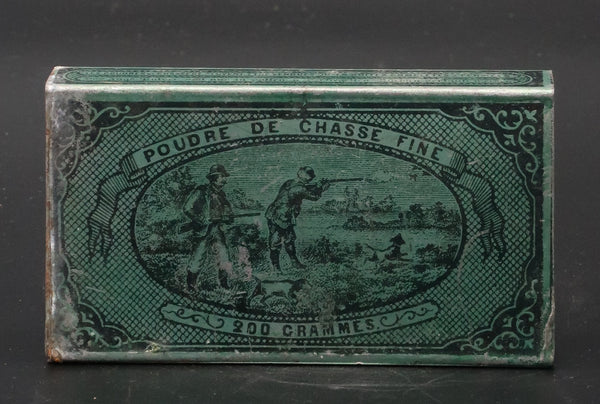 POUDRE DE CHASSE FINE
200 GRAMMES.